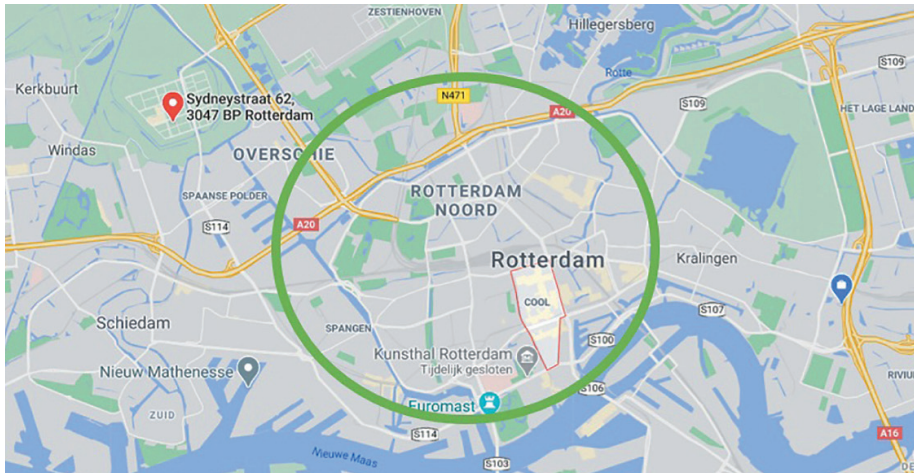 ZESTIENHOVEN
Hillegersberg
Kerkbuurt
Rotte
S109
S109
N471
Sydneystraat 62,
3047 BP Rotterdam
A20
HET LAGE LAND
Windas
OVERSCHIE
SPAANSE POLDER
ROTTERDAM
NOORD
S114
A20
Rotterdam
Kralingen
COOL
S107
Schiedam
SPANGEN
S100
Kunsthal Rotterdam
Tijdelijk gesloten
Nieuw Mathenesse
S106
RIVIU
Euromast
ZUID
S114
A16
Nieuwe Maas
S103
DE